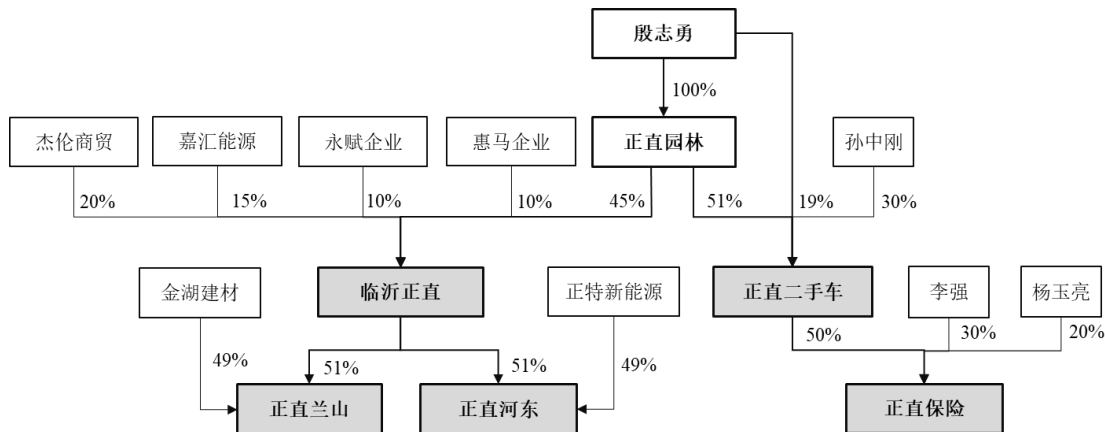 殷志勇
100%
杰伦商贸
嘉汇能源
永赋企业
惠马企业
正直园林
孙中刚
20%
15%
10%
10%
45%
51%
19%
30%
金湖建材
临沂正直
正特新能源
正直二手车
李强
杨玉亮
49%
51%
51%
49%
50%
30%
20%
正直兰山
正直河东
正直保险